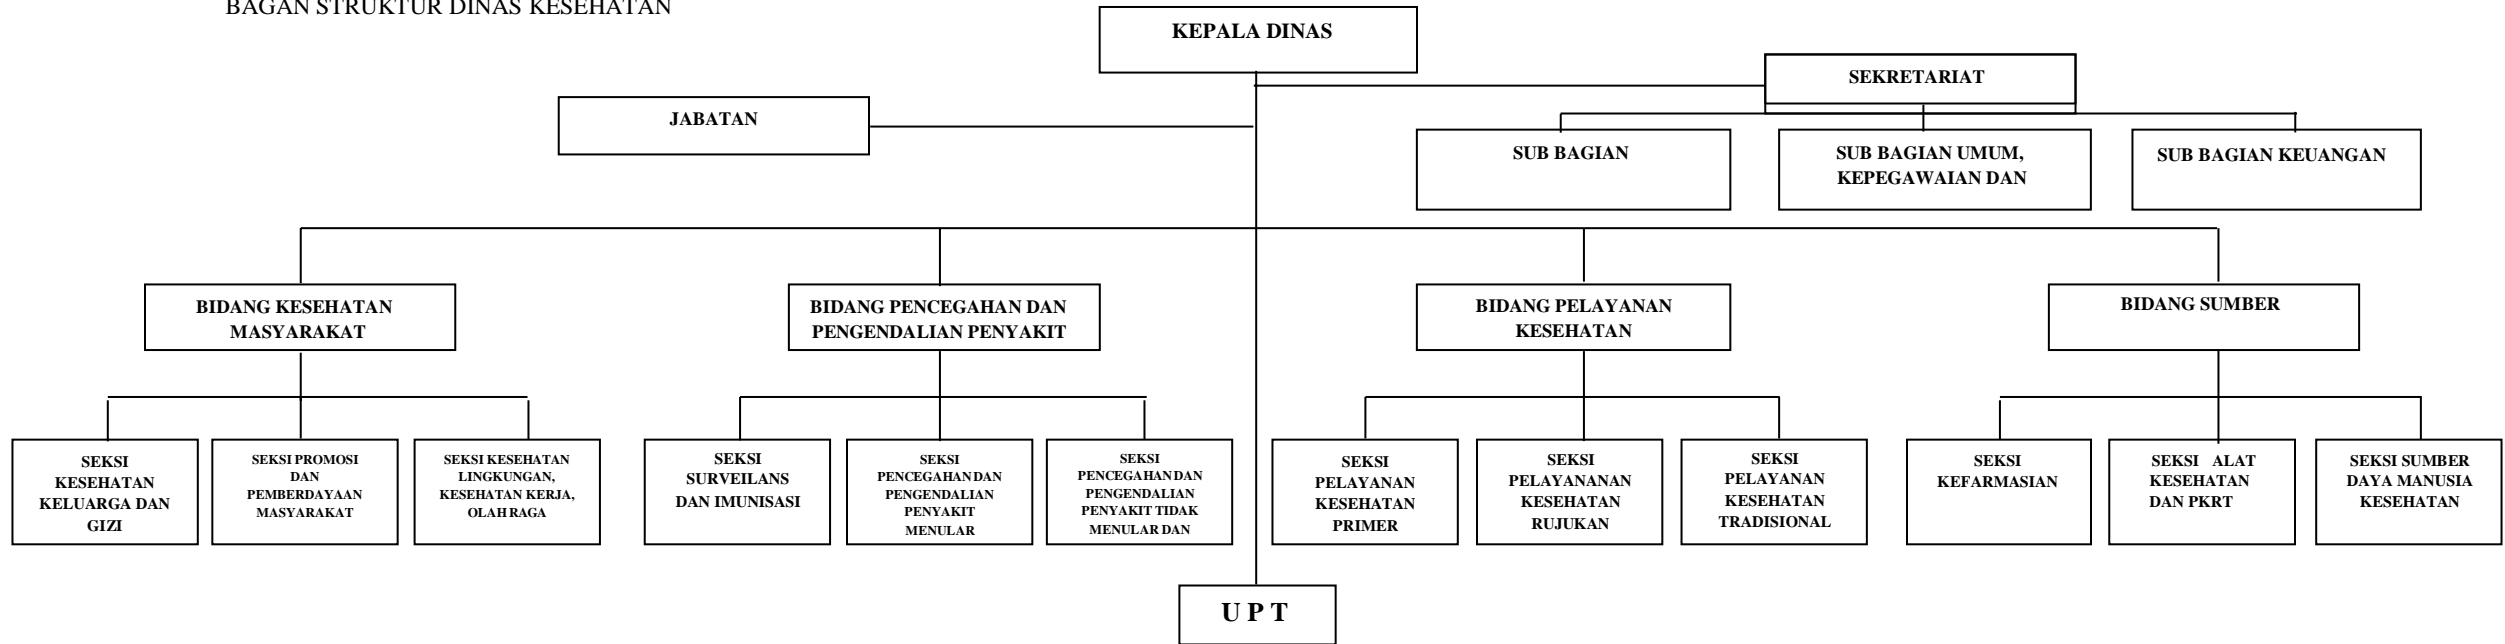 BAGAN STRUKTUR DINAS KESEHATAN
KEPALA DINAS
SEKRETARIAT
JABATAN
SUB BAGIAN
SUB BAGIAN UMUM,
KEPEGAWAIAN DAN
SUB BAGIAN KEUANGAN
BIDANG KESEHATAN
MASYARAKAT
BIDANG PENCEGAHAN DAN
PENGENDALIAN PENYAKIT
BIDANG PELAYANAN
KESEHATAN
BIDANG SUMBER
SEKSI
KESEHATAN
KELUARGA DAN
GIZI
SEKSI PROMOSI
DAN
PEMBERDAYAAN
MASYARAKAT
SEKSI KESEHATAN
LINGKUNGAN,
KESEHATAN KERJA,
OLAH RAGA
SEKSI
SURVEILANS
DAN IMUNISASI
SEKSI
PENCEGAHAN DAN
PENGENDALIAN
PENYAKIT
MENULAR
SEKSI
PENCEGAHAN DAN
PENGENDALIAN
PENYAKIT TIDAK
MENULAR DAN
SEKSI
PELAYANAN
KESEHATAN
PRIMER
SEKSI
PELAYANANAN
KESEHATAN
RUJUKAN
SEKSI
PELAYANAN
KESEHATAN
TRADISIONAL
SEKSI
KEFARMASIAN
SEKSI ALAT
KESEHATAN
DAN PKRT
SEKSI SUMBER
DAYA MANUSIA
KESEHATAN
U P T